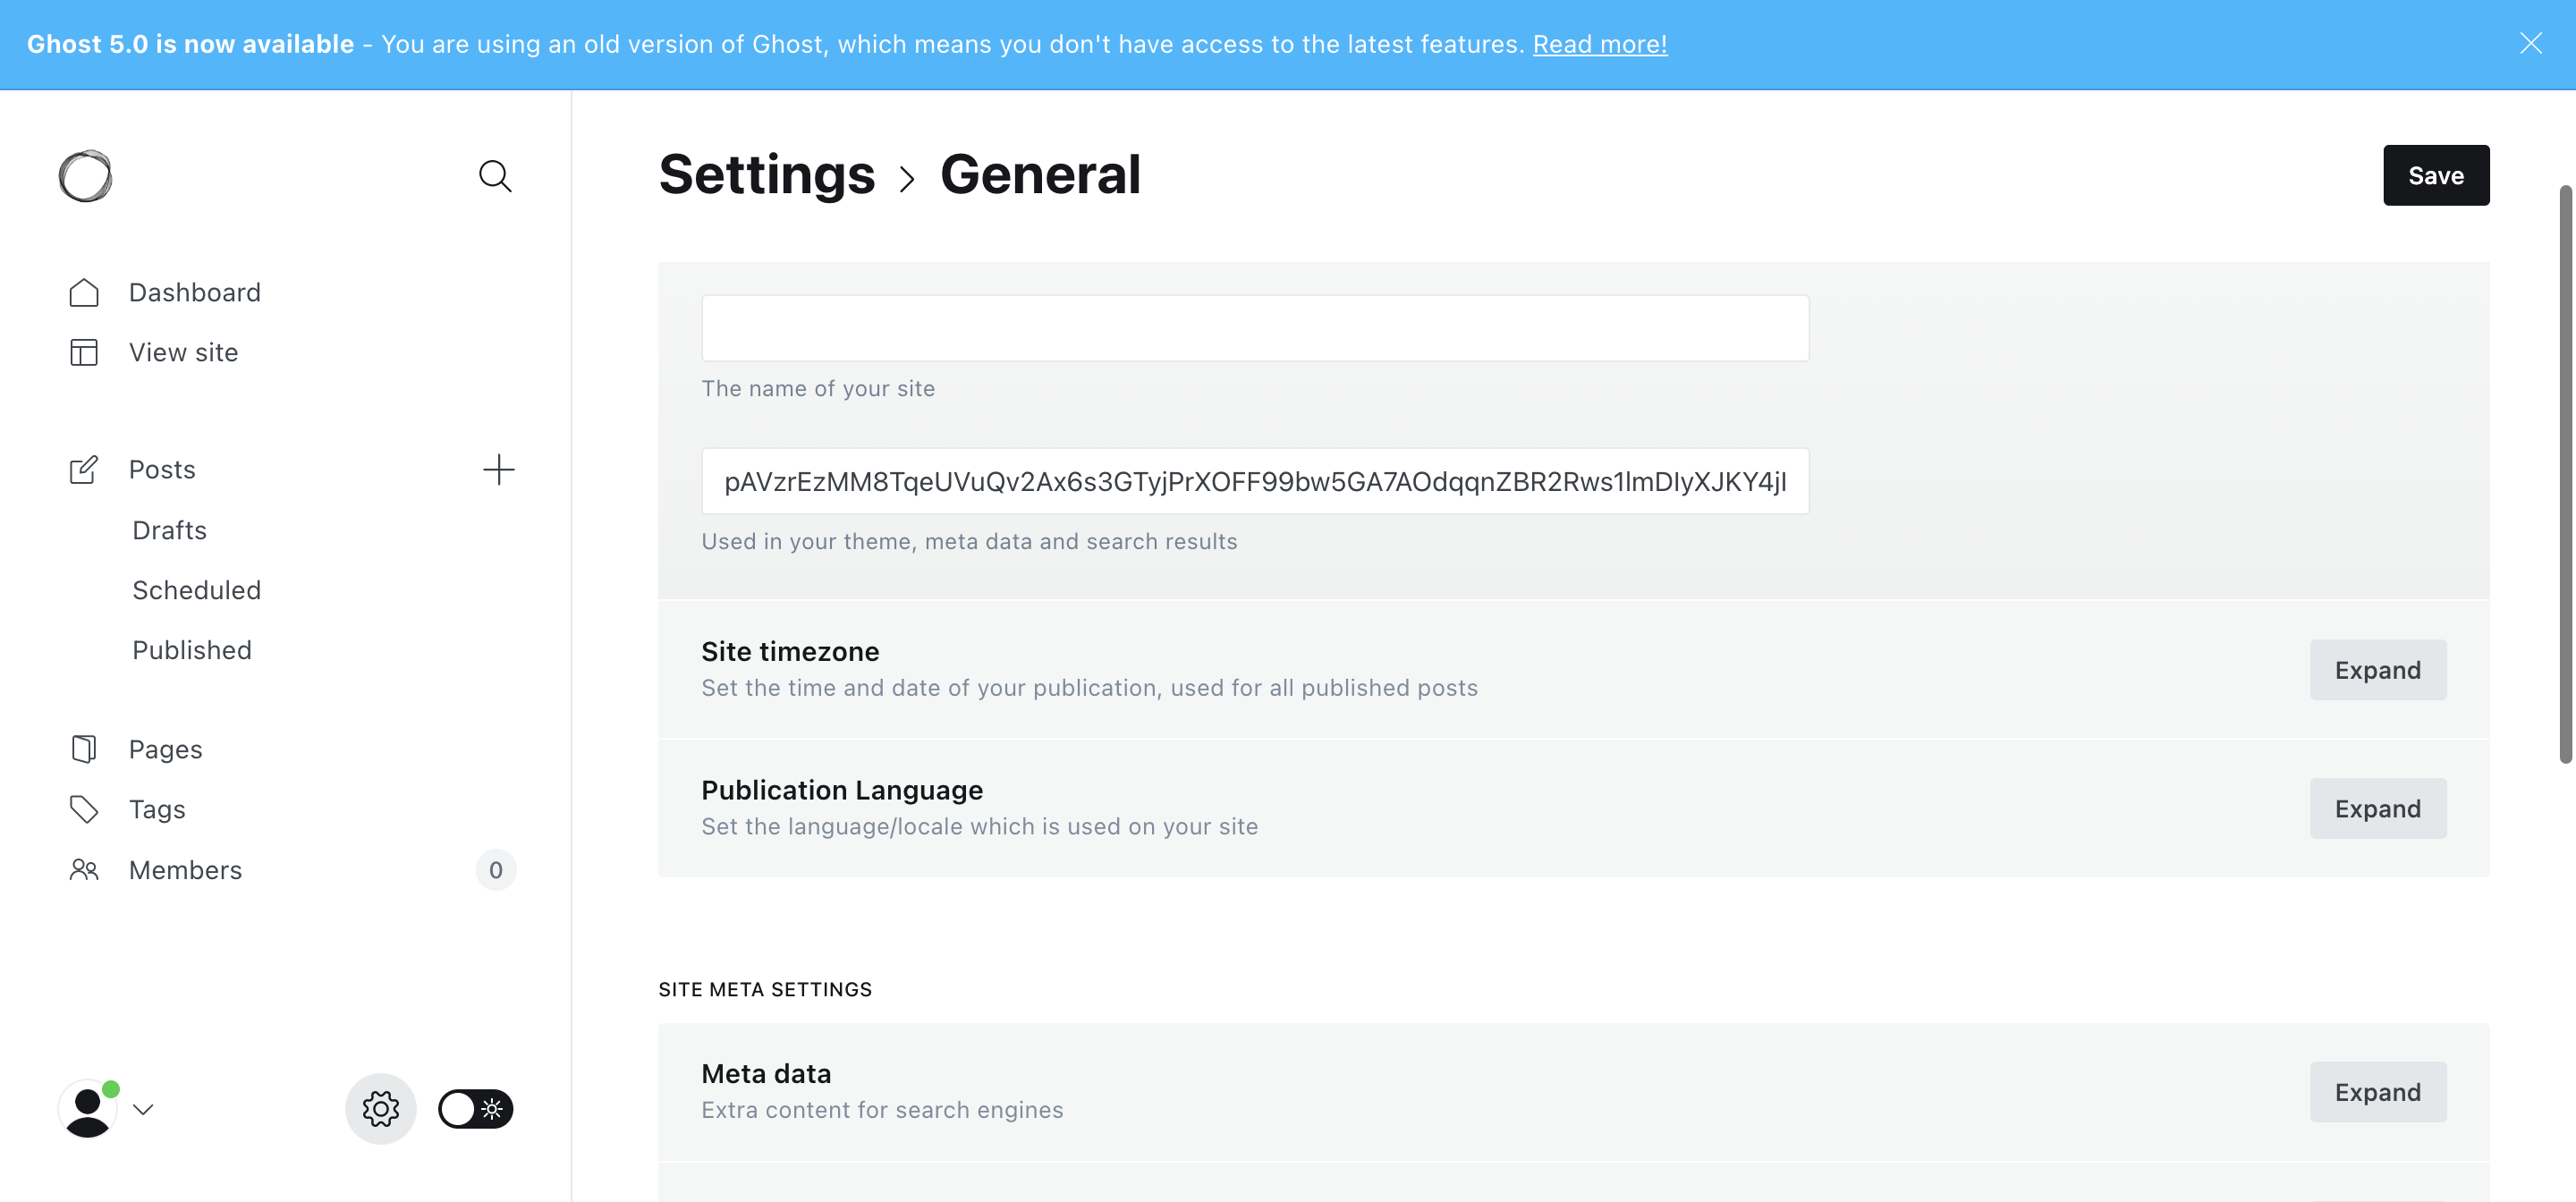 Ghost 5.0 is now available - You are using an old version of Ghost, which means you don't have access to the latest features. Read more!
Settings > General
Save
Dashboard
View site
Posts
Drafts
Scheduled
Published
Pages
Tags
Members
0
The name of your site
pAVzrEzMM8TqeUVuQv2Ax6s3GTyjPrXOFF99bw5GA7AOdqqnZBR2Rws1lmDIyXJKY4jI
Used in your theme, meta data and search results
Site timezone
Set the time and date of your publication, used for all published posts
Expand
Publication Language
Set the language/locale which is used on your site
Expand
SITE META SETTINGS
Meta data
Extra content for search engines
Expand